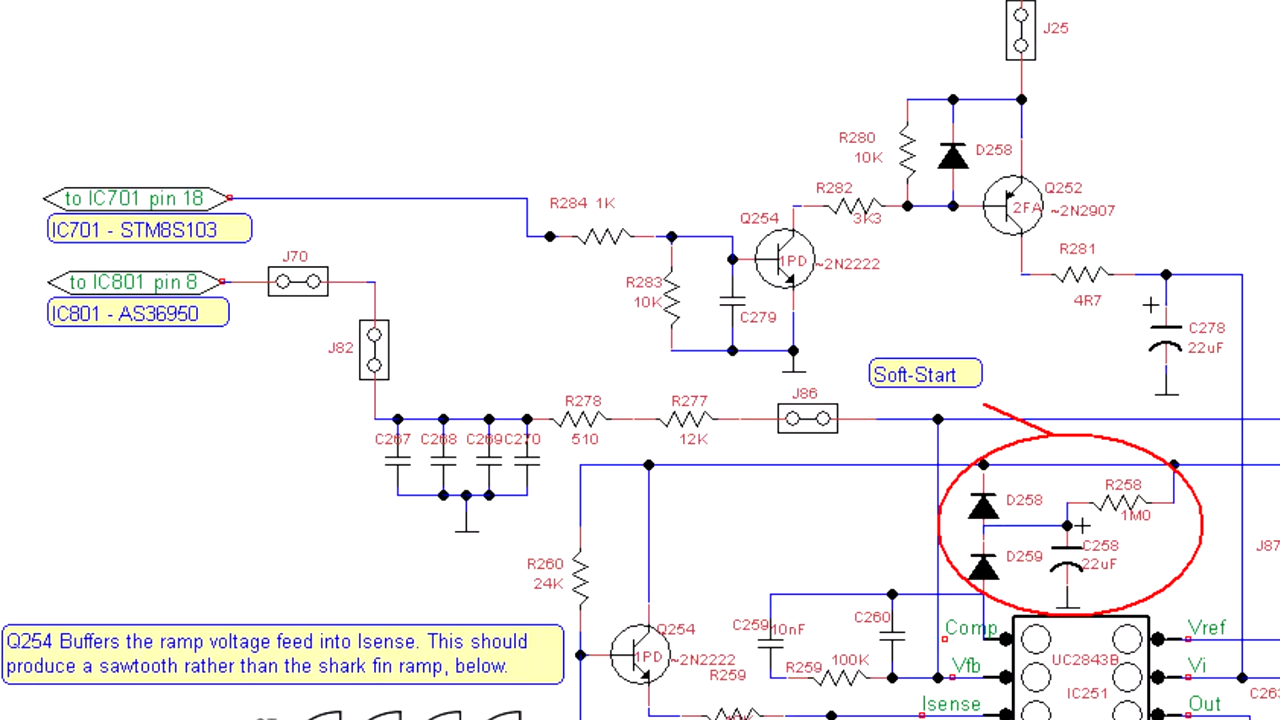 J25
R280
10K
D258
to IC701 pin 18
IC701 - STM8S103
R284 1K
R282
3K3
Q252
2FA
~2N2907
Q254
1PD
~2N2222
J70
to IC801 pin 8
IC801 - AS36950
R283
10K
C279
R281
4R7
C278
22uF
J82
Soft-Start
J86
R278
510
R277
12K
C267 C268 C269 C270
D258
R258
1M0
D259
C258
22uF
J87
R260
24K
Q254 Buffers the ramp voltage feed into Isense. This should
produce a sawtooth rather than the shark fin ramp, below.
Q254
1PD
~2N2222
R259
C259
10nF
C260
R259
100K
Comp
Vfb
Isense
UC2843B
IC251
Vref
Vi
Out